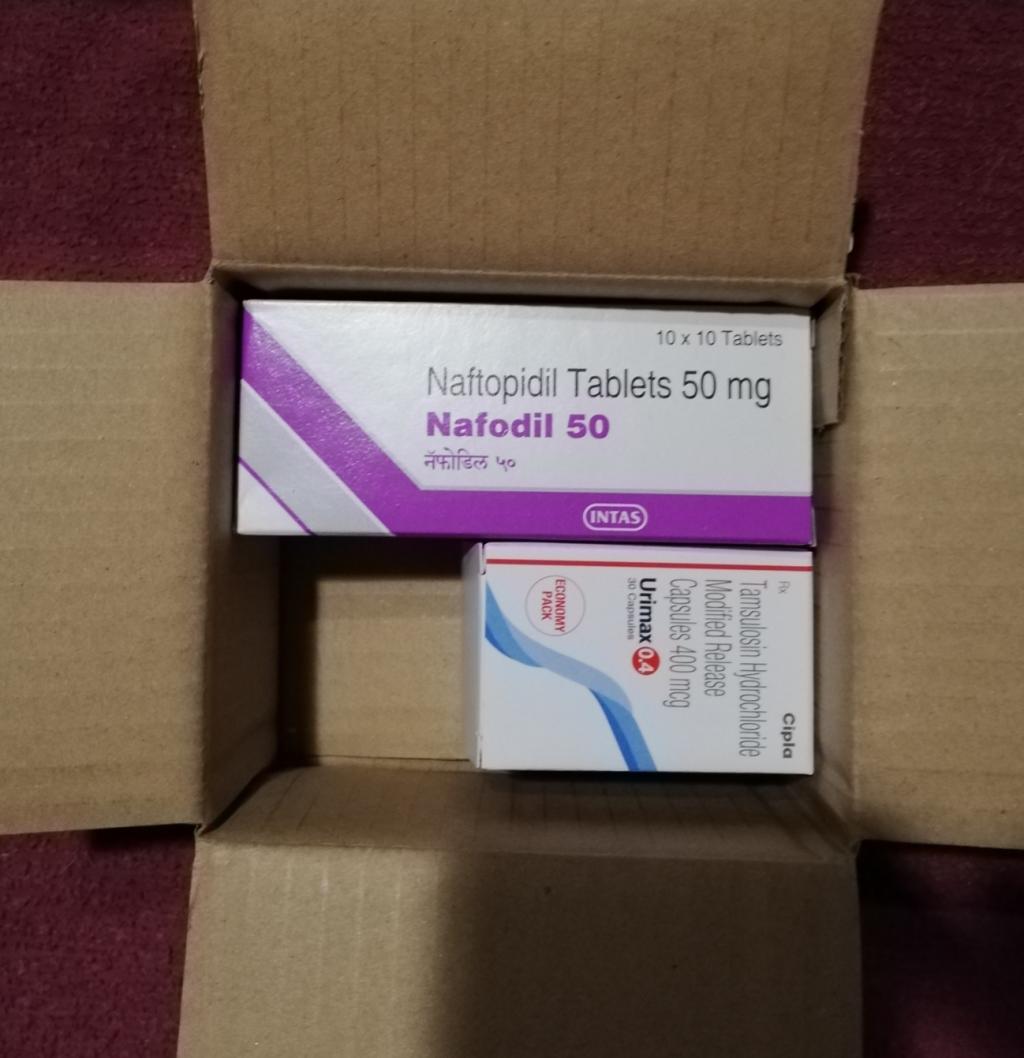 10 x 10 Tablets
Naftopidil Tablets 50 mg
Nafodil 50
नॅफोडिल ५०
INTAS
Rx
Tamsulosin Hydrochloride
Modified Release
Capsules 400 mcg
Urimax 0.4
30 Capsules
ECONOMY
PACK
Cipla